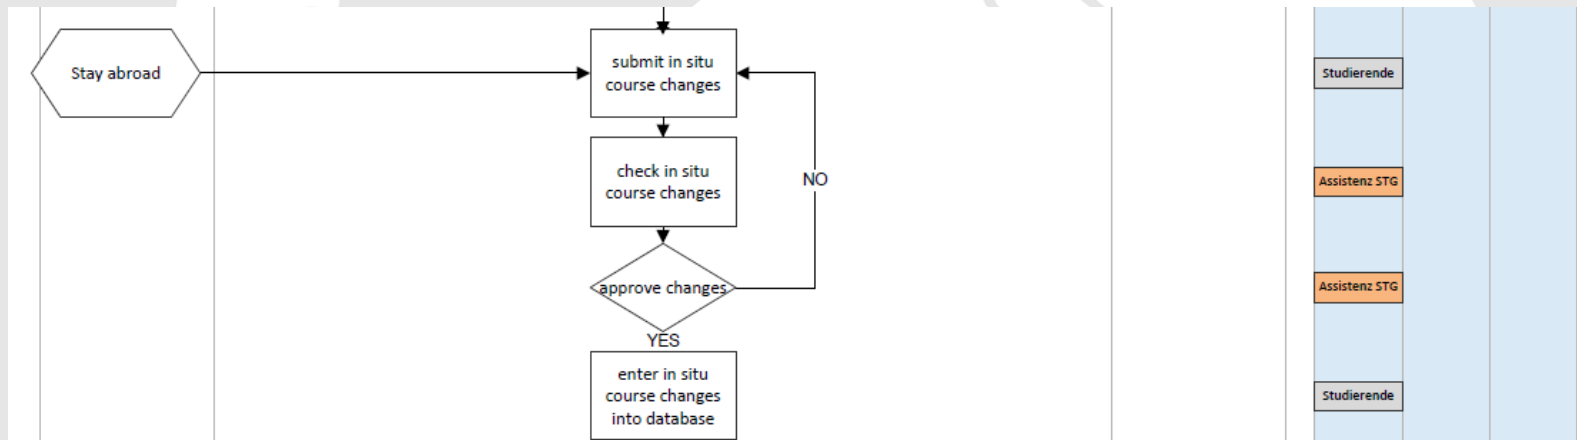 Stay abroad
submit in situ
course changes
Studierende
check in situ
course changes
NO
Assistenz STG
approve changes
Assistenz STG
YES
enter in situ
course changes
into database
Studierende